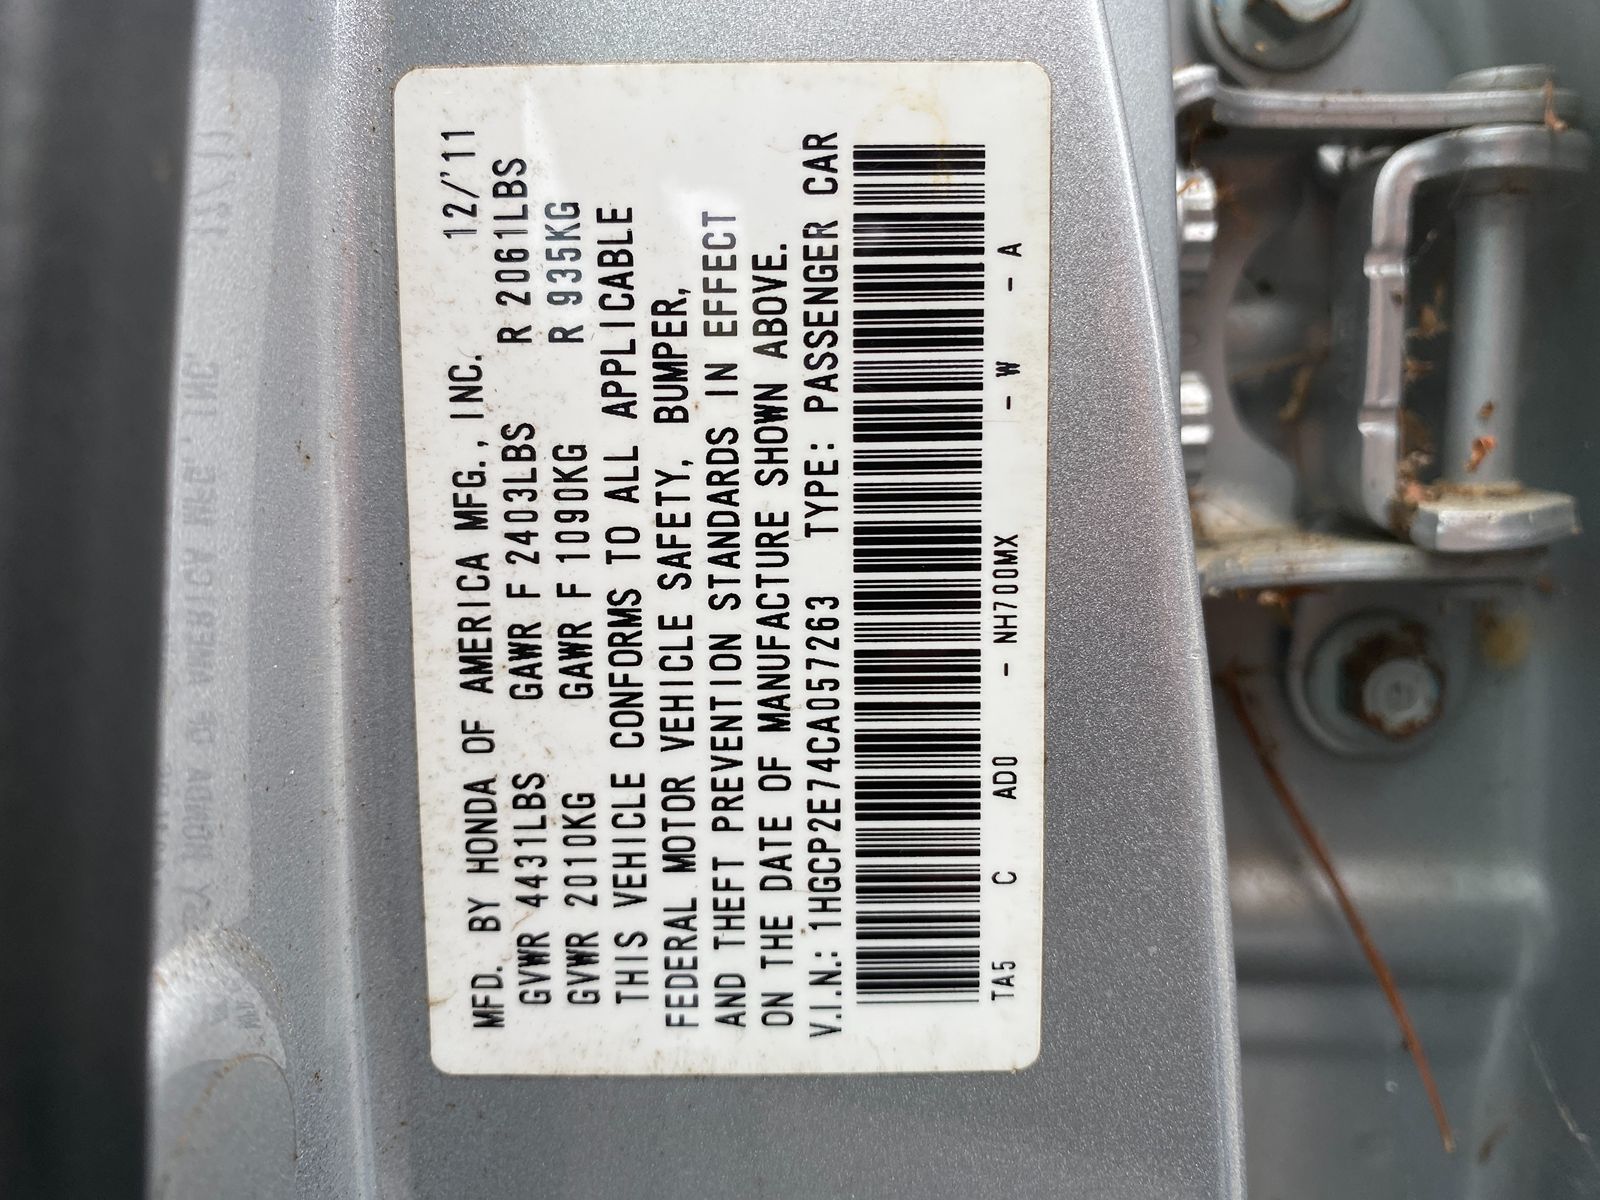 MFD. BY HONDA OF AMERICA MFG., INC. 12/'11
GVWR 4431LBS GAWR F 2403LBS R 2061LBS
GVWR 2010KG GAWR F 1090KG R 935KG
THIS VEHICLE CONFORMS TO ALL APPLICABLE
FEDERAL MOTOR VEHICLE SAFETY, BUMPER,
AND THEFT PREVENTION STANDARDS IN EFFECT
ON THE DATE OF MANUFACTURE SHOWN ABOVE.
V.I.N.: 1HGCP2E74CA057263 TYPE: PASSENGER CAR
TA5 C AD0 - NH700MX - W - A